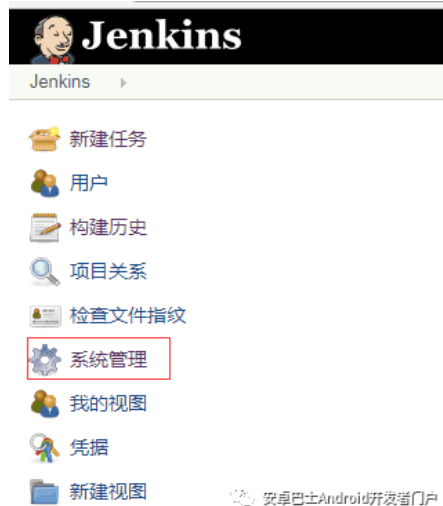 Jenkins
Jenkins
新建任务
用户
构建历史
项目关系
检查文件指纹
系统管理
我的视图
凭据
新建视图
安卓巴士Android开发者门户